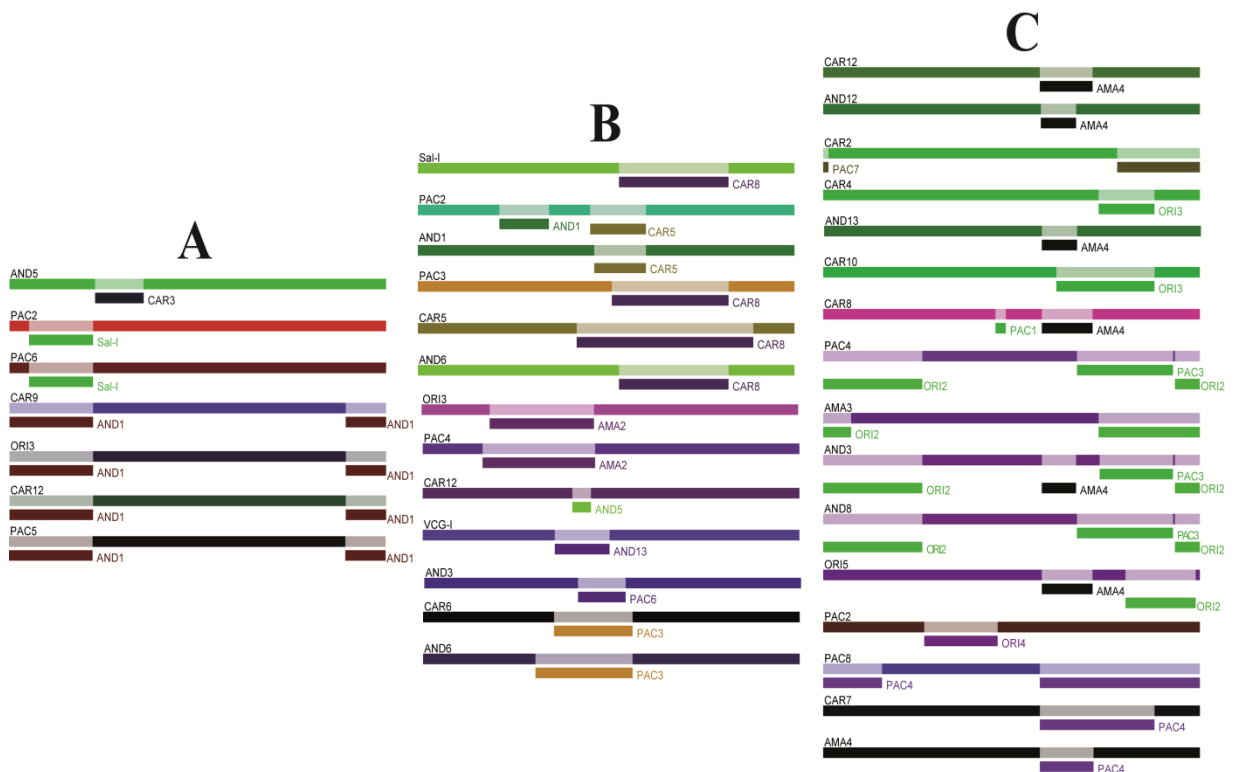 A
AND5
CAR3
PAC2
Sal-I
PAC6
Sal-I
CAR9
AND1 AND1
ORI3
AND1 AND1
CAR12
AND1 AND1
PAC5
AND1 AND1
B
Sal-I
CAR8
PAC2
AND1 CAR5
AND1
CAR5
PAC3
CAR8
CAR5
CAR8
AND6
CAR8
ORI3
AMA2
PAC4
AMA2
CAR12
AND5
VCG-I
AND13
AND3
PAC6
CAR6
PAC3
AND6
PAC3
C
CAR12
AMA4
AND12
AMA4
CAR2
PAC7
CAR4
ORI3
AND13
AMA4
CAR10
ORI3
CAR8
PAC1 AMA4
PAC4
PAC3
ORI2 ORI2
AMA3
ORI2
AND3
PAC3
ORI2 AMA4 ORI2
AND8
PAC3
ORI2 ORI2
ORI5
AMA4
ORI2
PAC2
ORI4
PAC8
PAC4
CAR7
PAC4
AMA4
PAC4